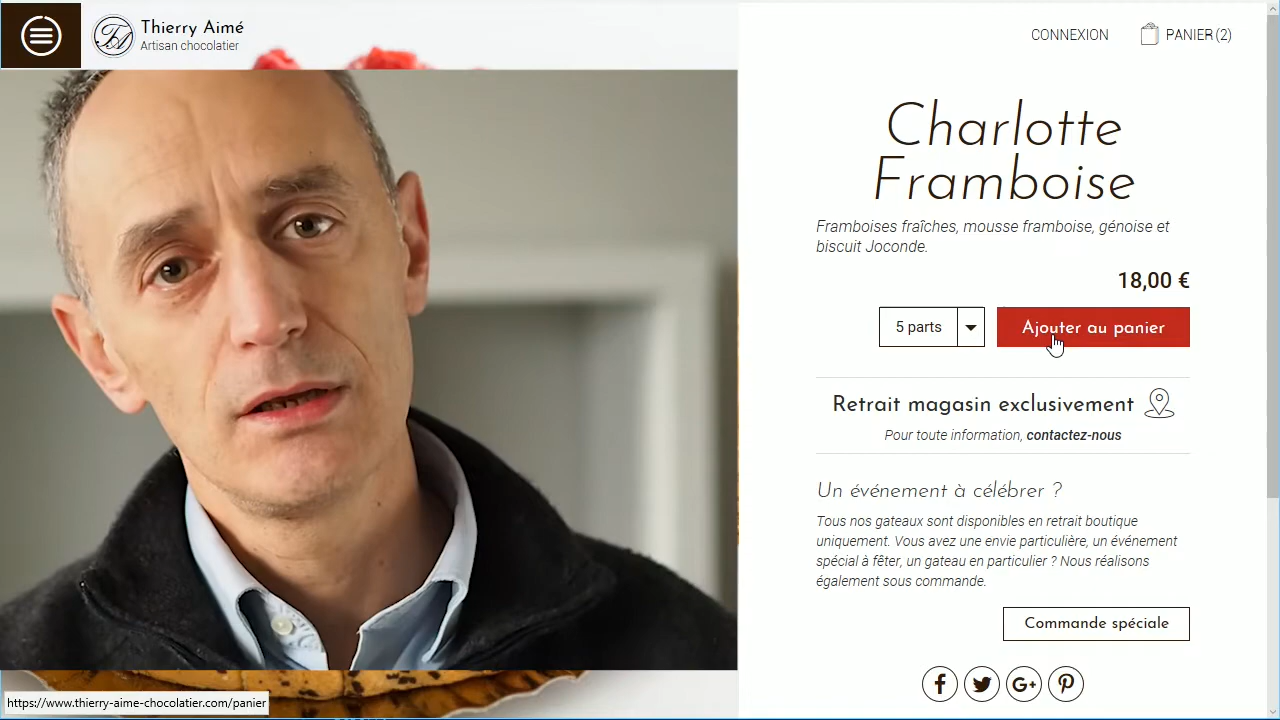 Thierry Aimé
Artisan chocolatier
CONNEXION
PANIER (2)
Charlotte
Framboise
Framboises fraîches, mousse framboise, génoise et
biscuit Joconde.
18,00 €
5 parts
Ajouter au panier
Retrait magasin exclusivement
Pour toute information, contactez-nous
Un événement à célébrer ?
Tous nos gateaux sont disponibles en retrait boutique
uniquement. Vous avez une envie particulière, un événement
spécial à fêter, un gateau en particulier ? Nous réalisons
également sous commande.
Commande spéciale
f
G+
https://www.thierry-aime-chocolatier.com/panier